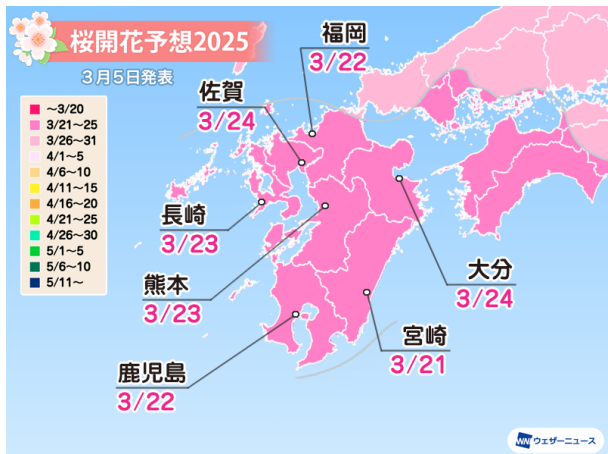 桜開花予想2025
3月5日発表
～3/20
3/21～25
3/26～31
4/1～5
4/6～10
4/11～15
4/16～20
4/21～25
4/26～30
5/1～5
5/6～10
5/11～
福岡
3/22
佐賀
3/24
長崎
3/23
熊本
3/23
鹿児島
3/22
大分
3/24
宮崎
3/21
WN ウェザーニュース